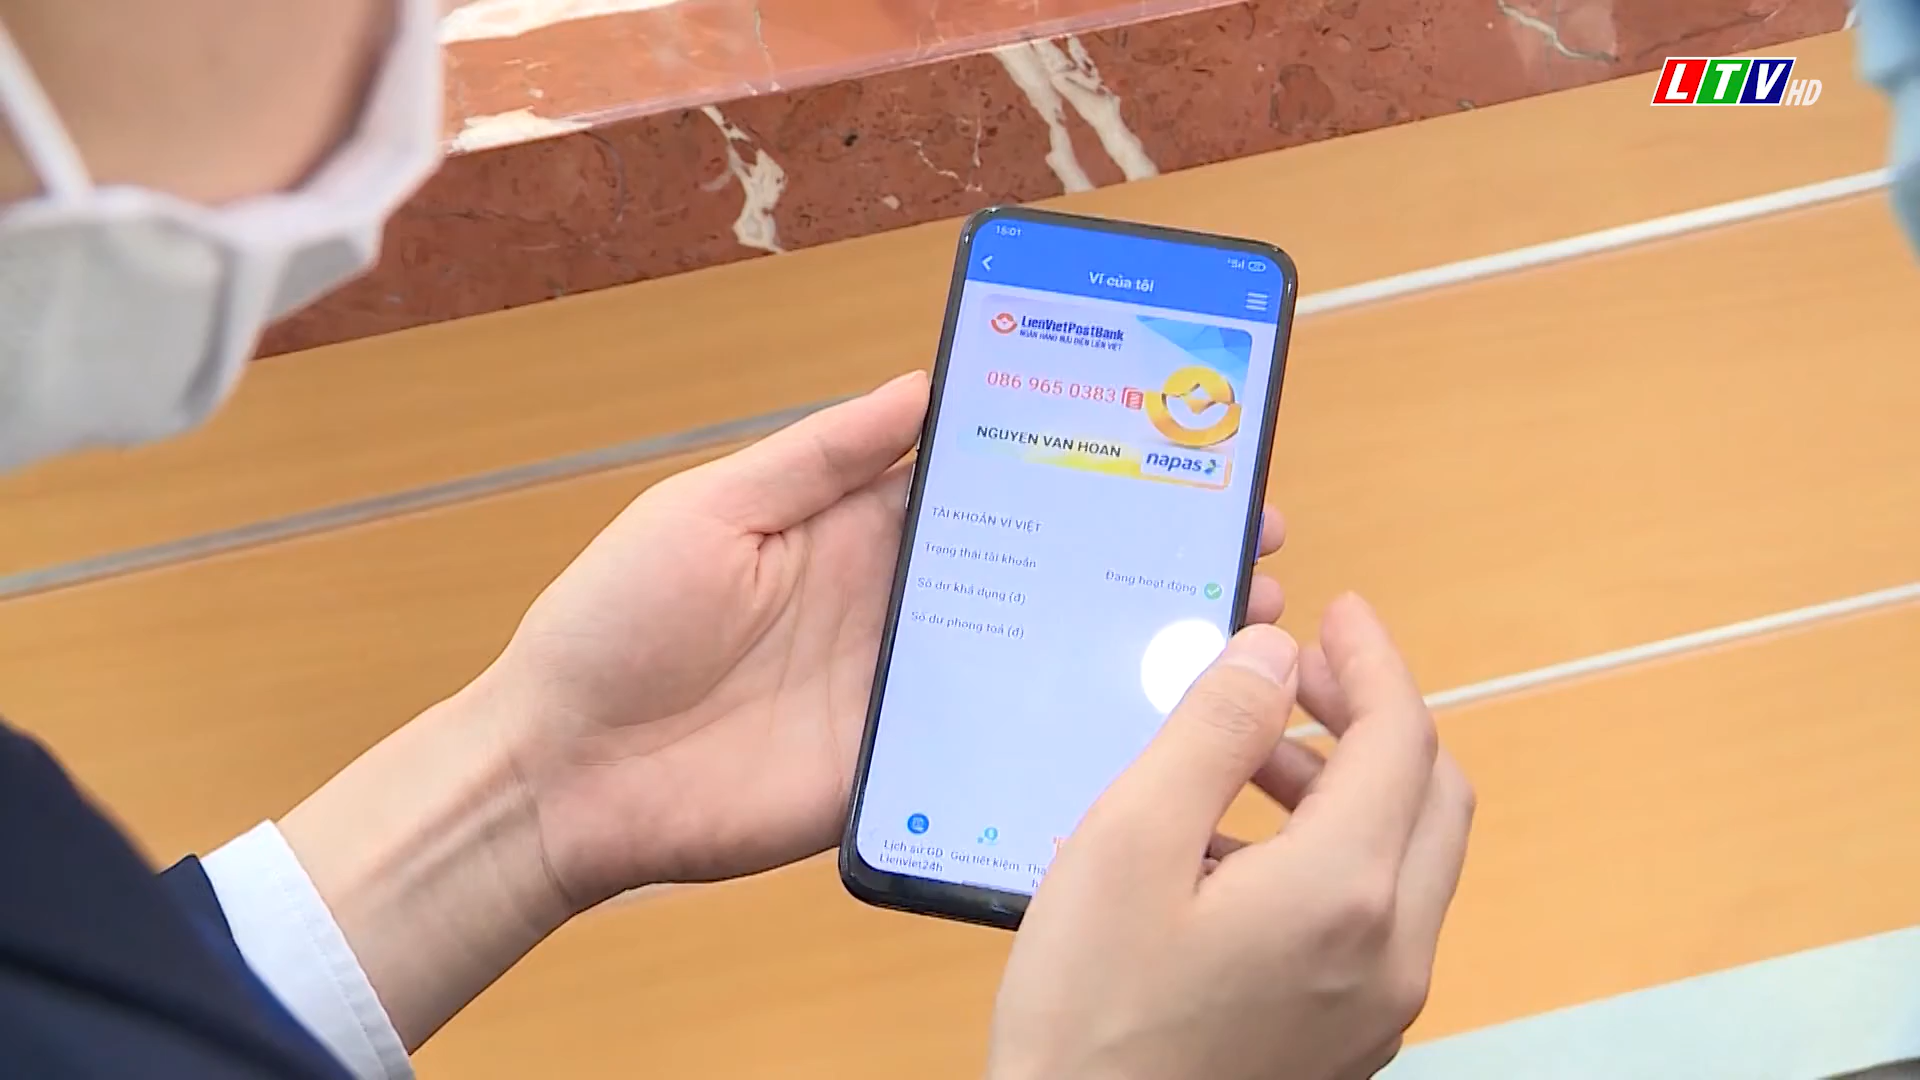 LTV HD
15:01
Ví của tôi
LienVietPostBank
NGÂN HÀNG BƯU ĐIỆN LIÊN VIỆT
086 965 0383
NGUYEN VAN HOAN
napas
TÀI KHOẢN VÍ VIỆT
Trạng thái tài khoản
Đang hoạt động
Số dư khả dụng (đ)
Số dư phong toả (đ)
Lịch sử GD
Lienviet24h
Gửi tiết kiệm